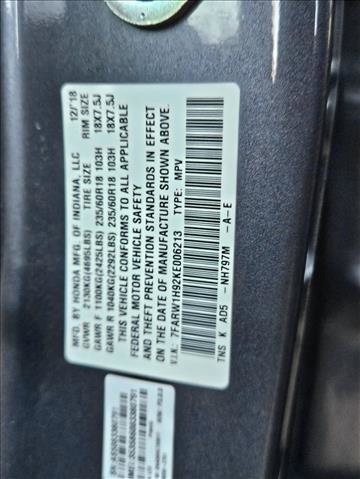 MFD. BY HONDA MFG. OF INDIANA, LLC 12/'18
GVWR 2130KG(4695LBS) TIRE SIZE RIM SIZE
GAWR F 1100KG(2425LBS) 235/60R18 103H 18X7.5J
GAWR R 1040KG(2292LBS) 235/60R18 103H 18X7.5J
THIS VEHICLE CONFORMS TO ALL APPLICABLE
FEDERAL MOTOR VEHICLE SAFETY
AND THEFT PREVENTION STANDARDS IN EFFECT
ON THE DATE OF MANUFACTURE SHOWN ABOVE.
V.I.N.: 7FARW1H92KE006213 TYPE: MPV
TNS K AD5 -NH797M -A-E